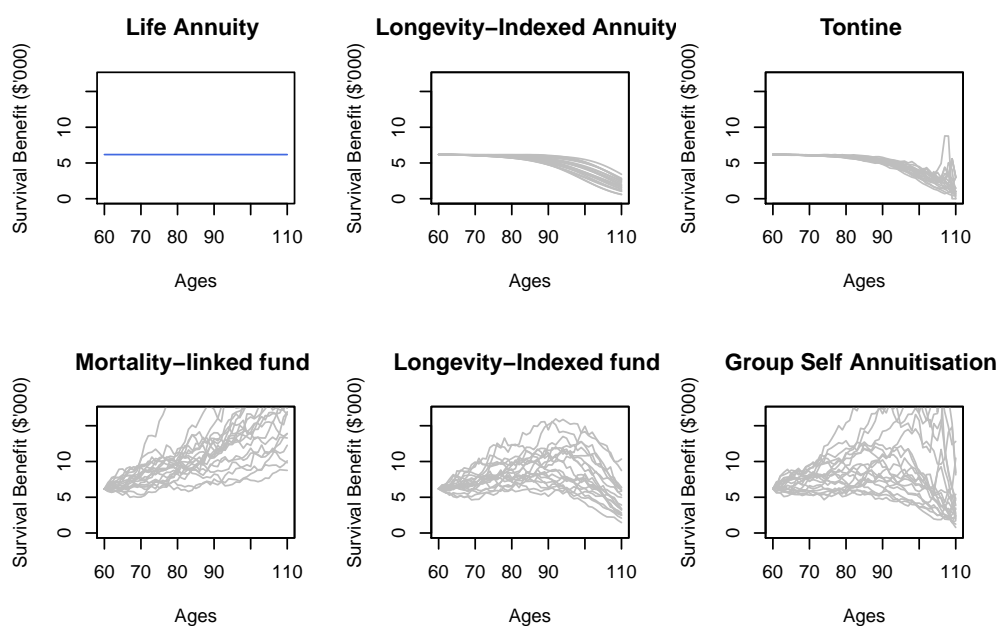 Life Annuity
Survival Benefit ($'000)
0 5 10
60 70 80 90 110
Ages
Longevity−Indexed Annuity
Survival Benefit ($'000)
0 5 10
60 70 80 90 110
Ages
Tontine
Survival Benefit ($'000)
0 5 10
60 70 80 90 110
Ages
Mortality−linked fund
Survival Benefit ($'000)
0 5 10
60 70 80 90 110
Ages
Longevity−Indexed fund
Survival Benefit ($'000)
0 5 10
60 70 80 90 110
Ages
Group Self Annuitisation
Survival Benefit ($'000)
0 5 10
60 70 80 90 110
Ages